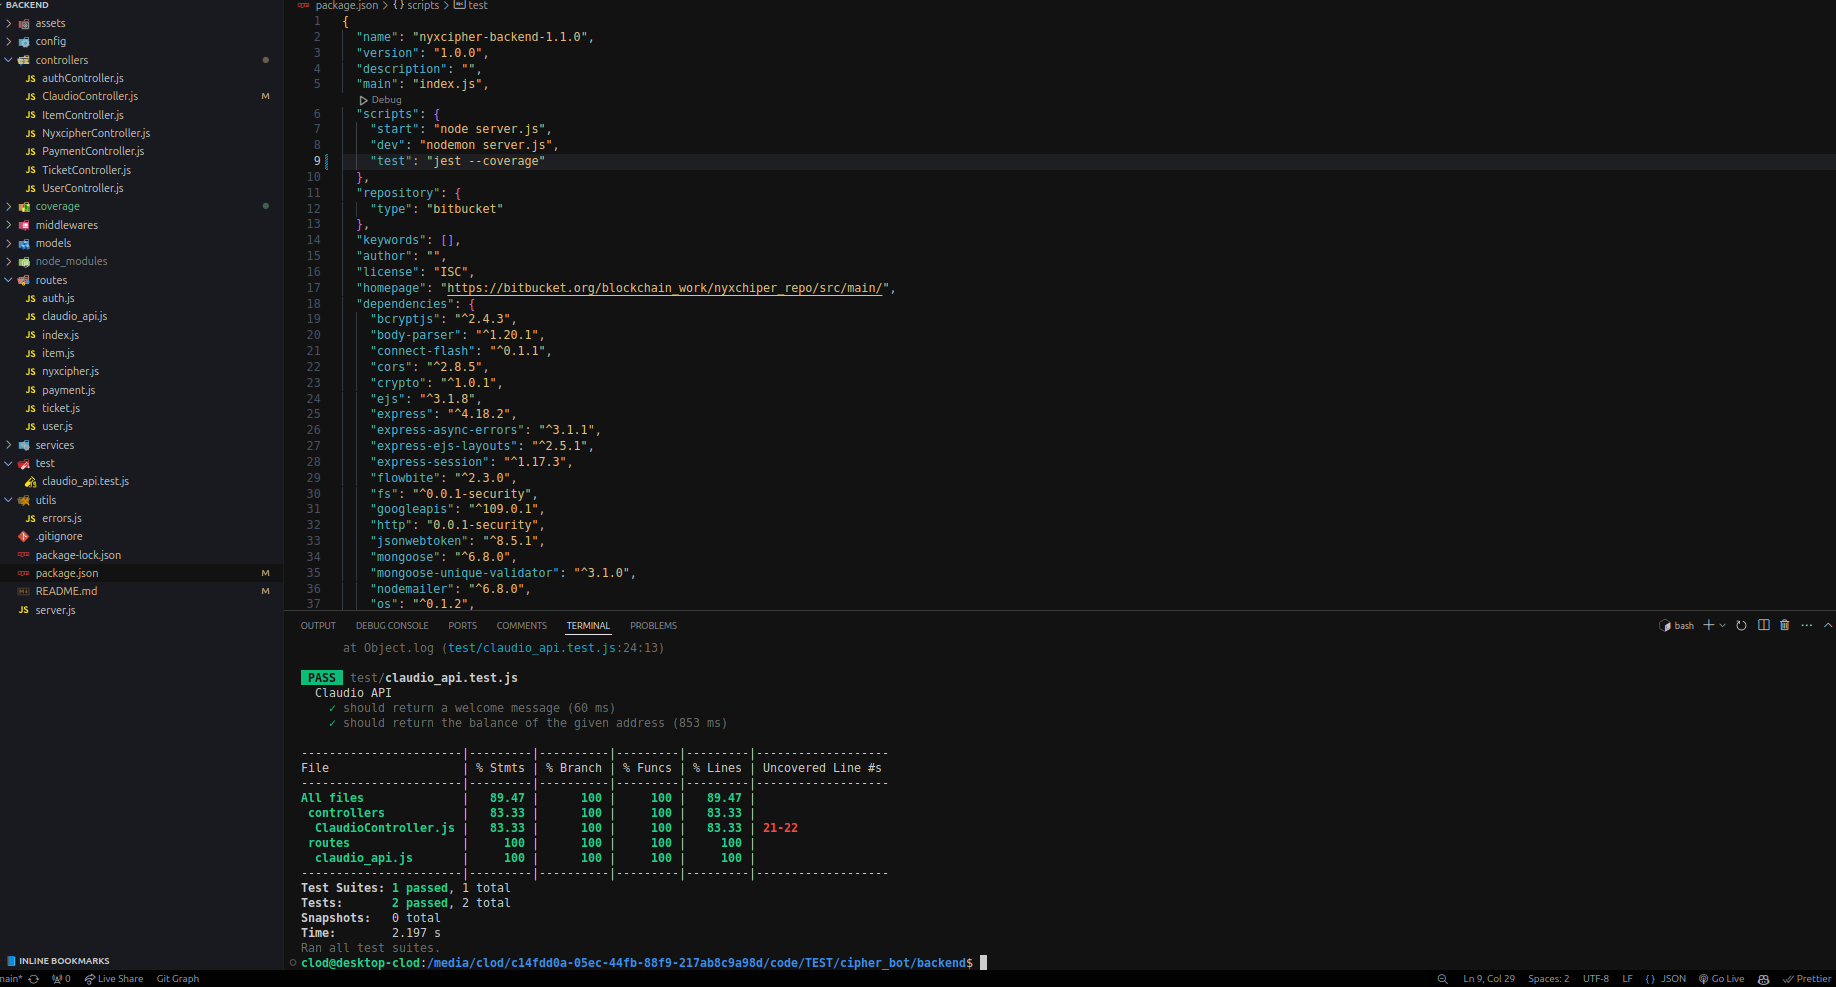 BACKEND
assets
config
controllers
JS authController.js
JS ClaudioController.js M
JS ItemController.js
JS NyxcipherController.js
JS PaymentController.js
JS TicketController.js
JS UserController.js
coverage
middlewares
models
node_modules
routes
JS auth.js
JS claudio_api.js
JS index.js
JS item.js
JS nyxcipher.js
JS payment.js
JS ticket.js
JS user.js
services
test
claudio_api.test.js
utils
JS errors.js
.gitignore
package-lock.json
package.json M
README.md M
JS server.js
INLINE BOOKMARKS
package.json > {} scripts > test
1 {
2 "name": "nyxcipher-backend-1.1.0",
3 "version": "1.0.0",
4 "description": "",
5 "main": "index.js",
Debug
6 "scripts": {
7 "start": "node server.js",
8 "dev": "nodemon server.js",
9 "test": "jest --coverage"
10 },
11 "repository": {
12 "type": "bitbucket"
13 },
14 "keywords": [],
15 "author": "",
16 "license": "ISC",
17 "homepage": "https://bitbucket.org/blockchain_work/nyxchiper_repo/src/main/",
18 "dependencies": {
19 "bcryptjs": "^2.4.3",
20 "body-parser": "^1.20.1",
21 "connect-flash": "^0.1.1",
22 "cors": "^2.8.5",
23 "crypto": "^1.0.1",
24 "ejs": "^3.1.8",
25 "express": "^4.18.2",
26 "express-async-errors": "^3.1.1",
27 "express-ejs-layouts": "^2.5.1",
28 "express-session": "^1.17.3",
29 "flowbite": "^2.3.0",
30 "fs": "^0.0.1-security",
31 "googleapis": "^109.0.1",
32 "http": "0.0.1-security",
33 "jsonwebtoken": "^8.5.1",
34 "mongoose": "^6.8.0",
35 "mongoose-unique-validator": "^3.1.0",
36 "nodemailer": "^6.8.0",
37 "os": "^0.1.2",
OUTPUT DEBUG CONSOLE PORTS COMMENTS TERMINAL PROBLEMS bash
at Object.log (test/claudio_api.test.js:24:13)
PASS test/claudio_api.test.js
Claudio API
✓ should return a welcome message (60 ms)
✓ should return the balance of the given address (853 ms)
-----------------------|---------|----------|---------|---------|-------------------
File | % Stmts | % Branch | % Funcs | % Lines | Uncovered Line #s
-----------------------|---------|----------|---------|---------|-------------------
All files | 89.47 | 100 | 100 | 89.47 |
controllers | 83.33 | 100 | 100 | 83.33 |
ClaudioController.js | 83.33 | 100 | 100 | 83.33 | 21-22
routes | 100 | 100 | 100 | 100 |
claudio_api.js | 100 | 100 | 100 | 100 |
-----------------------|---------|----------|---------|---------|-------------------
Test Suites: 1 passed, 1 total
Tests: 2 passed, 2 total
Snapshots: 0 total
Time: 2.197 s
Ran all test suites.
clod@desktop-clod:/media/clod/c14fdd0a-05ec-44fb-88f9-217ab8c9a98d/code/TEST/cipher_bot/backend$
main* 0 Live Share Git Graph Ln 9, Col 29 Spaces: 2 UTF-8 LF {} JSON Go Live Prettier